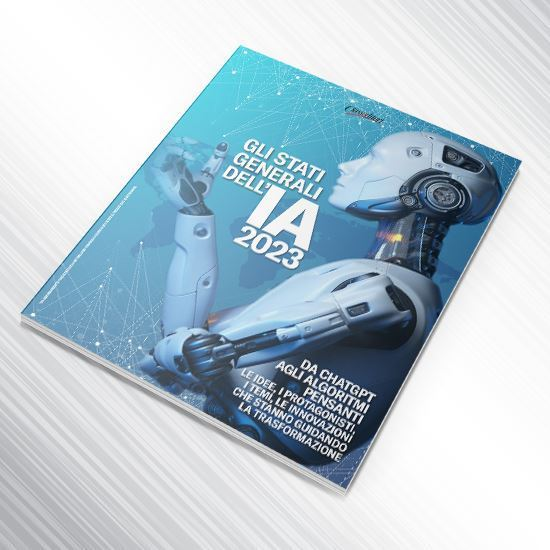 GLI STATI
GENERALI
DELL'IA
2023
DA CHATGPT
AGLI ALGORITMI
PENSANTI
LE IDEE, I PROTAGONISTI,
I TEMI, LE INNOVAZIONI
CHE STANNO GUIDANDO
LA TRASFORMAZIONE